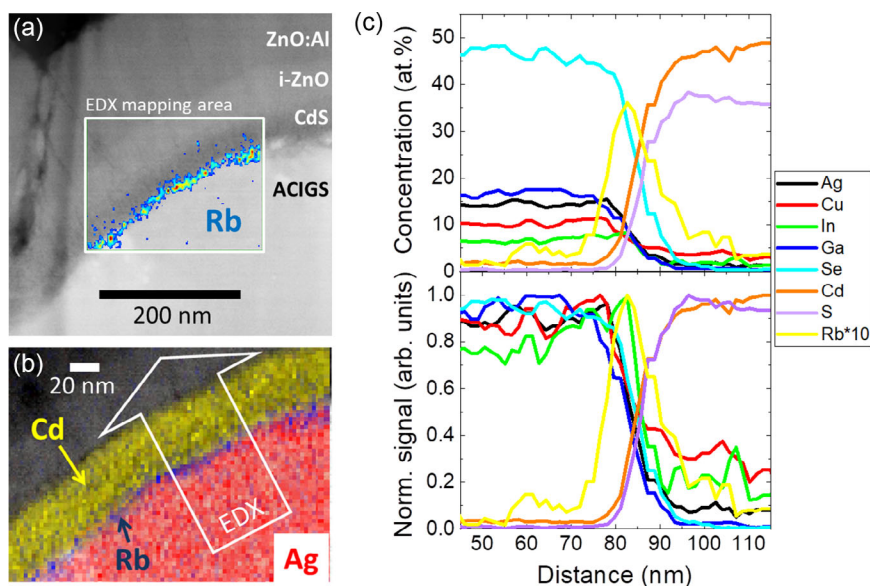 (a)
ZnO:Al
i-ZnO
EDX mapping area
CdS
ACIGS
Rb
200 nm
(b)
20 nm
Cd
EDX
Rb
Ag
(c)
Concentration (at.%)
50
40
30
20
10
0
Norm. signal (arb. units)
1.0
0.8
0.6
0.4
0.2
0.0
50 60 70 80 90 100 110
Distance (nm)
Ag
Cu
In
Ga
Se
Cd
S
Rb*10